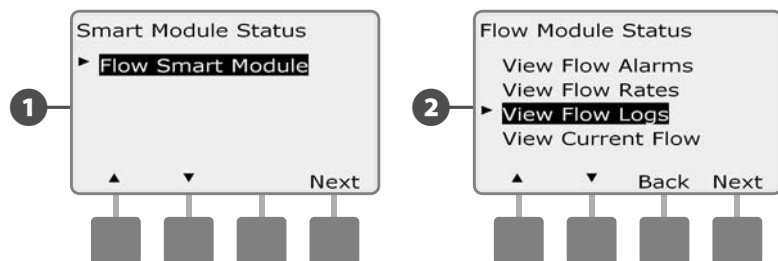 Smart Module Status
► Flow Smart Module
▲ ▼ Next
1
Flow Module Status
View Flow Alarms
View Flow Rates
► View Flow Logs
View Current Flow
▲ ▼ Back Next
2